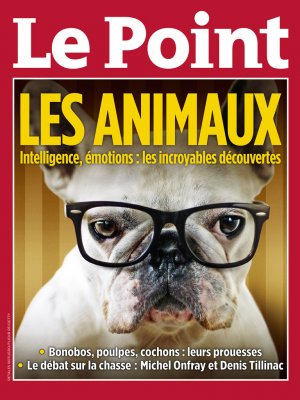 Le Point
LES ANIMAUX
Intelligence, émotions : les incroyables découvertes
• Bonobos, poulpes, cochons : leurs prouesses
• Le débat sur la chasse : Michel Onfray et Denis Tillinac